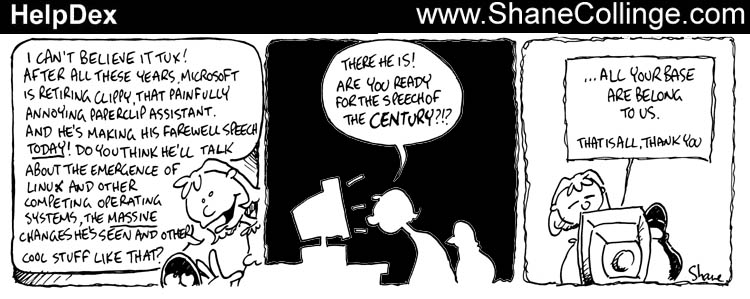 HelpDex
www.ShaneCollinge.com
I CAN'T BELIEVE IT TUX!
AFTER ALL THESE YEARS, MICROSOFT
IS RETIRING CLIPPY, THAT PAINFULLY
ANNOYING PAPERCLIP ASSISTANT.
AND HE'S MAKING HIS FAREWELL SPEECH
TODAY! DO YOU THINK HE'LL TALK
ABOUT THE EMERGENCE OF
LINUX AND OTHER
COMPETING OPERATING
SYSTEMS, THE MASSIVE
CHANGES HE'S SEEN AND OTHER
COOL STUFF LIKE THAT?
THERE HE IS!
ARE YOU READY
FOR THE SPEECH OF
THE CENTURY?!?
...ALL YOUR BASE
ARE BELONG
TO US.
THAT IS ALL, THANK YOU
Shane